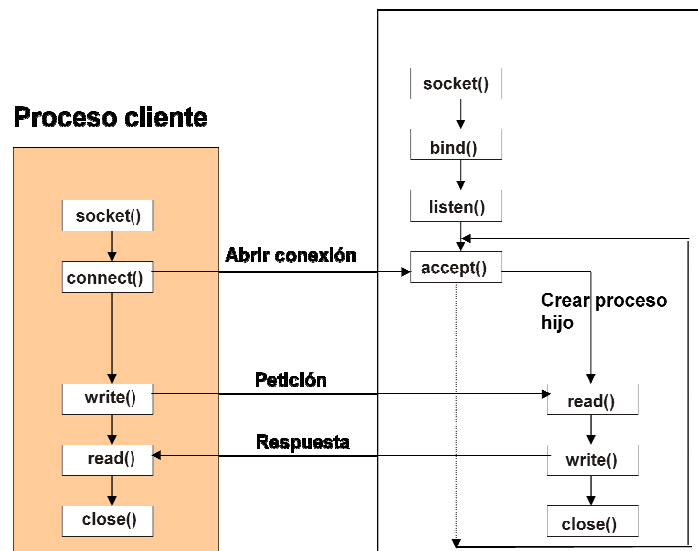 Proceso cliente
socket()
connect()
write()
read()
close()
Abrir conexión
Petición
Respuesta
socket()
bind()
listen()
accept()
Crear proceso
hijo
read()
write()
close()